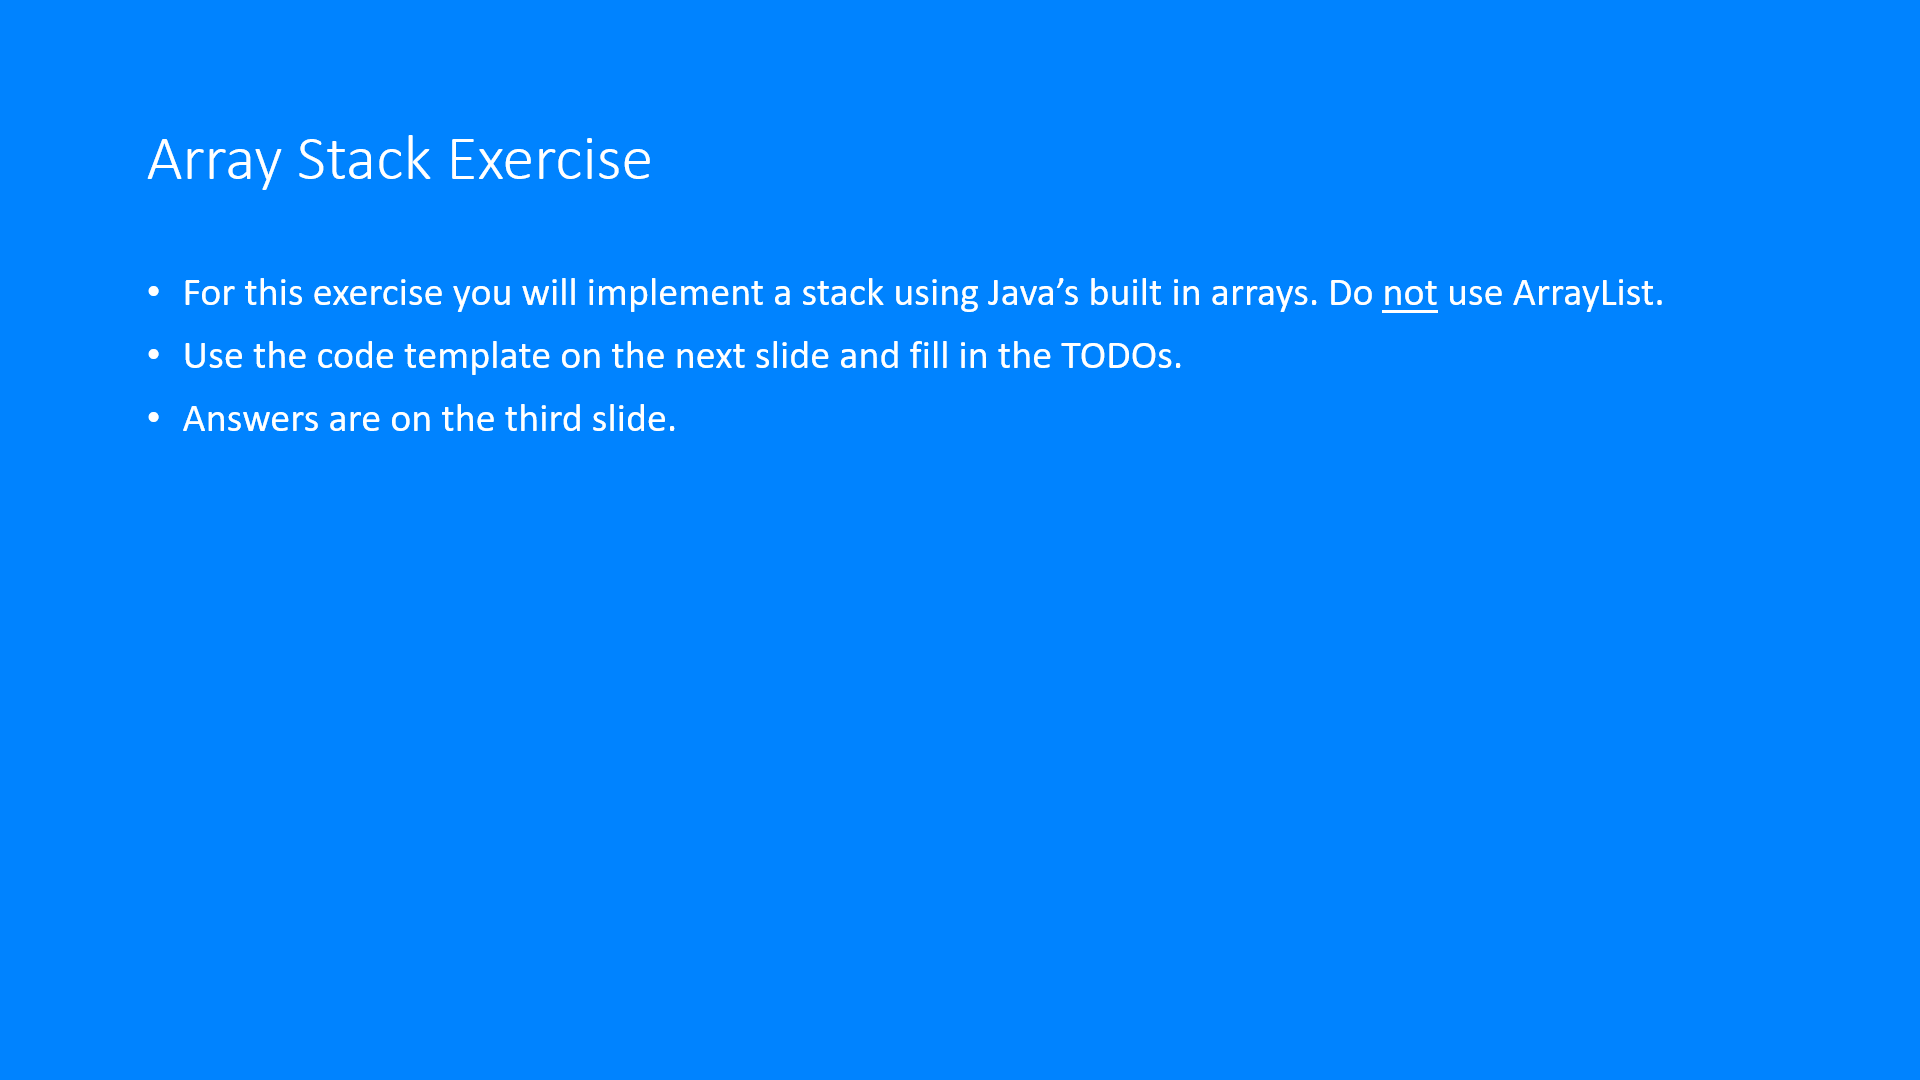 Array Stack Exercise
• For this exercise you will implement a stack using Java’s built in arrays. Do not use ArrayList.
• Use the code template on the next slide and fill in the TODOs.
• Answers are on the third slide.